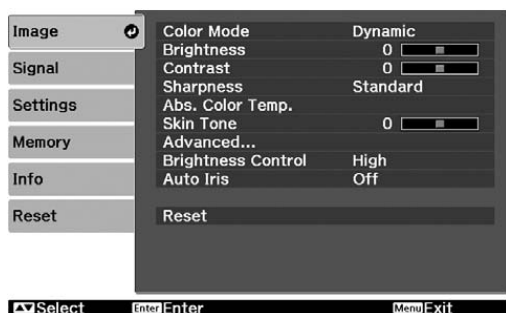 Image
Signal
Settings
Memory
Info
Reset
Color Mode Dynamic
Brightness 0
Contrast 0
Sharpness Standard
Abs. Color Temp.
Skin Tone 0
Advanced...
Brightness Control High
Auto Iris Off
Reset
Select Enter Enter Menu Exit